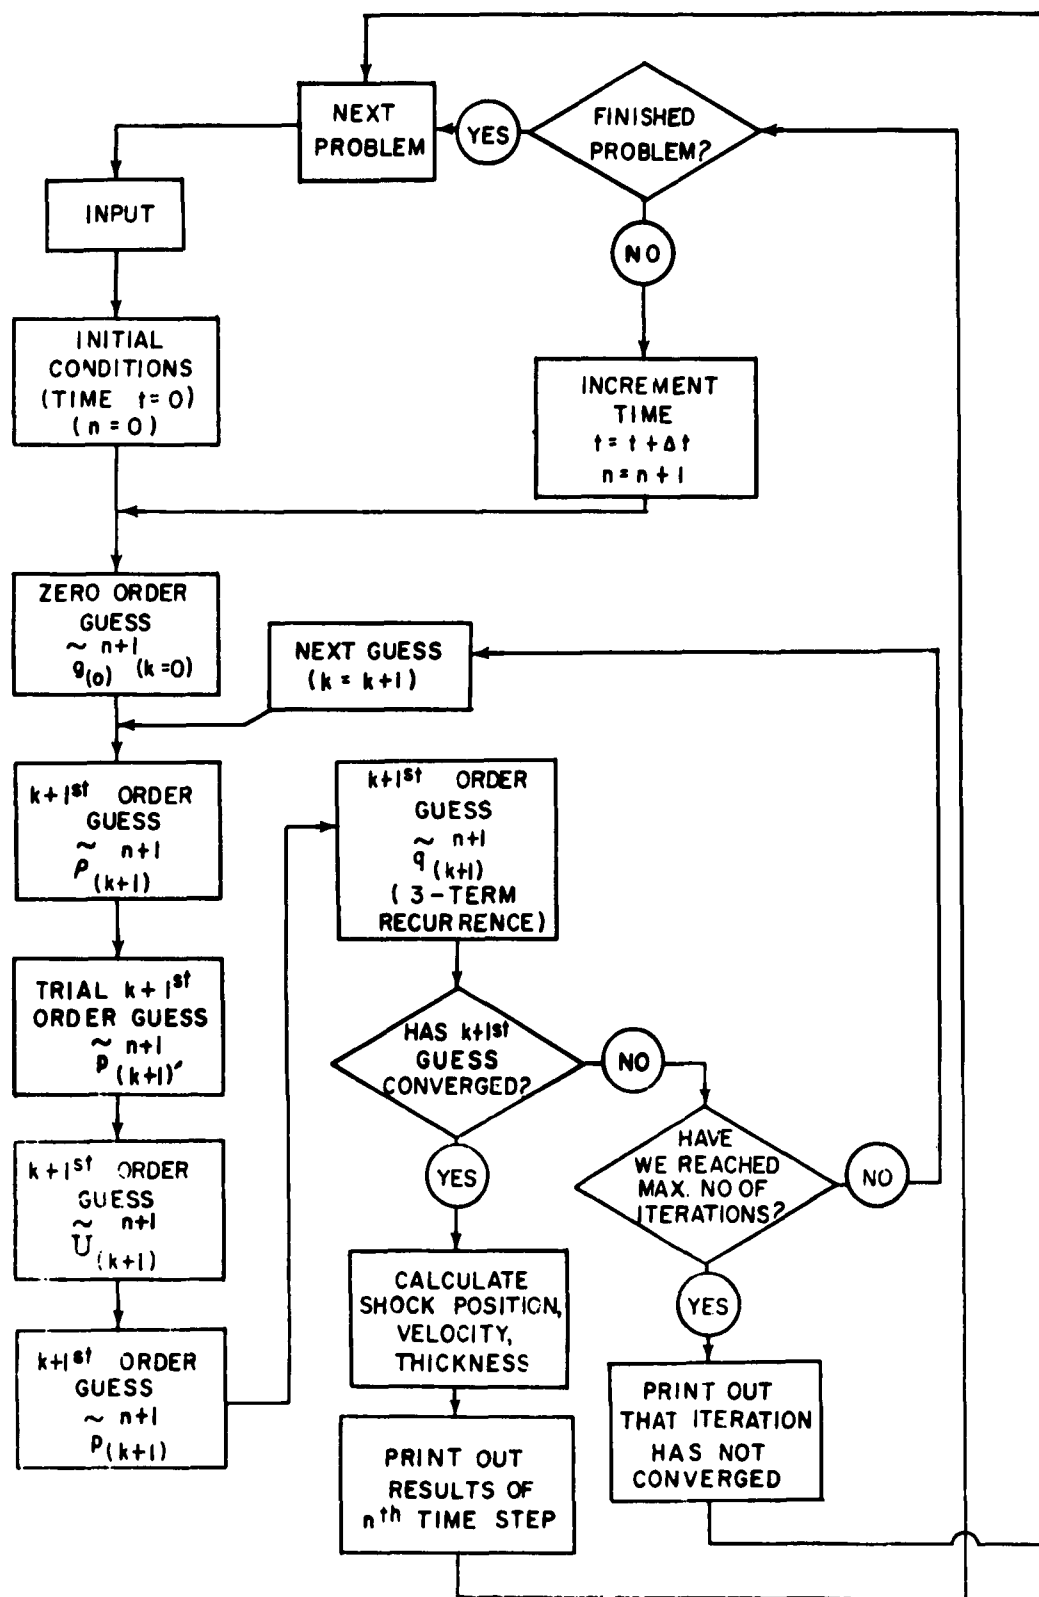 NEXT
PROBLEM
YES
FINISHED
PROBLEM?
NO
INPUT
INITIAL
CONDITIONS
(TIME t=0)
(n=0)
INCREMENT
TIME
t= t+Δt
n=n+1
ZERO ORDER
GUESS
~ n+1
q(0) (k=0)
NEXT GUESS
(k = k+1)
k+1st ORDER
GUESS
~ n+1
ρ(k+1)
TRIAL k+1st
ORDER GUESS
~ n+1
p(k+1)′
k+1st ORDER
GUESS
~ n+1
U(k+1)
k+1st ORDER
GUESS
~ n+1
p(k+1)
k+1st ORDER
GUESS
~ n+1
q(k+1)
(3-TERM
RECURRENCE)
HAS k+1st
GUESS
CONVERGED?
NO
YES
HAVE
WE REACHED
MAX. NO OF
ITERATIONS?
NO
YES
CALCULATE
SHOCK POSITION,
VELOCITY,
THICKNESS
PRINT OUT
RESULTS OF
nth TIME STEP
PRINT OUT
THAT ITERATION
HAS NOT
CONVERGED